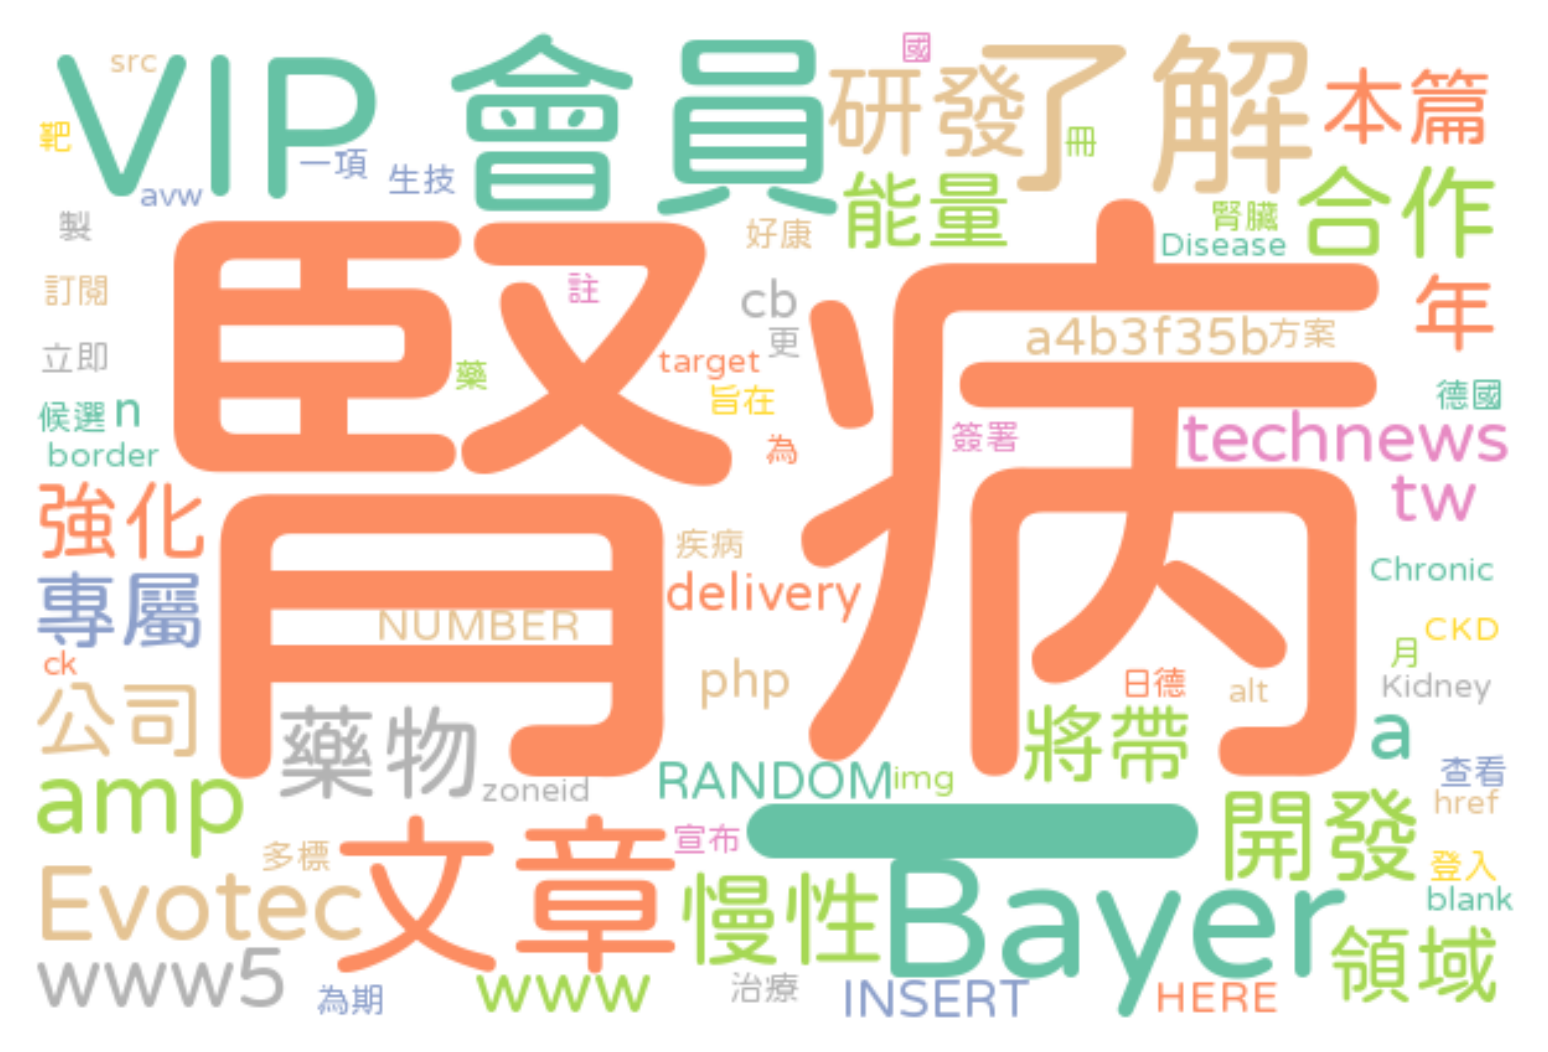 src
VIP
會員
國
研發
了解
本篇
靶
一項
生技
冊
avw
能量
合作
製
好康
腎臟
Disease
腎病
訂閱
註
cb
年
a4b3f35b
方案
立即
更
藥
target
旨在
德國
候選
n
為
簽署
technews
border
tw
強化
疾病
Chronic
專屬
delivery
NUMBER
CKD
月
ck
php
日德
alt
Kidney
公司
藥物
將帶
a
amp
zoneid
RANDOM
img
查看
href
一
開發
多標
文章
宣布
登入
Evotec
慢性
Bayer
blank
www5
為期
www
治療
INSERT
HERE
領域